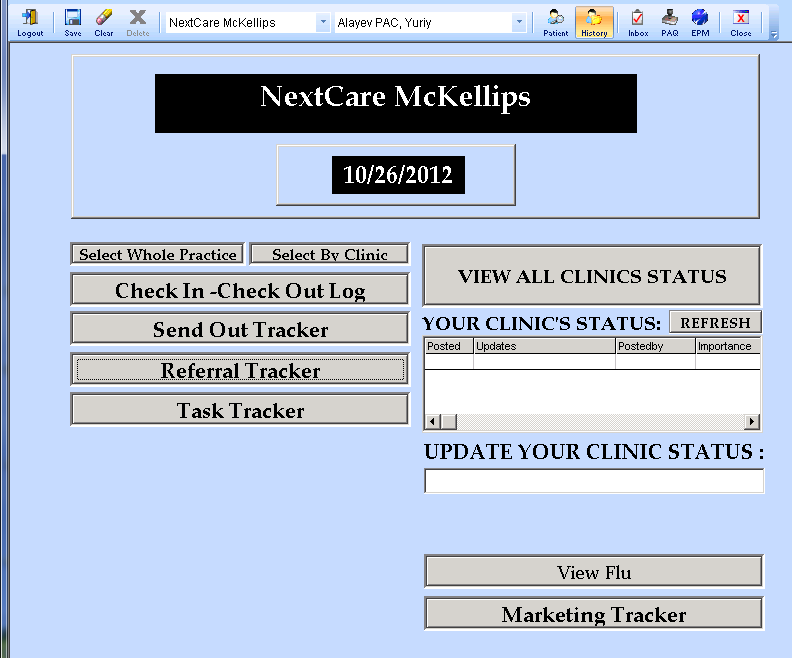 Logout Save Clear Delete NextCare McKellips Alayev PAC, Yuriy Patient History Inbox PAQ EPM Close
NextCare McKellips
10/26/2012
Select Whole Practice Select By Clinic
Check In -Check Out Log
Send Out Tracker
Referral Tracker
Task Tracker
VIEW ALL CLINICS STATUS
YOUR CLINIC'S STATUS: REFRESH
Posted Updates Postedby Importance
UPDATE YOUR CLINIC STATUS :
View Flu
Marketing Tracker